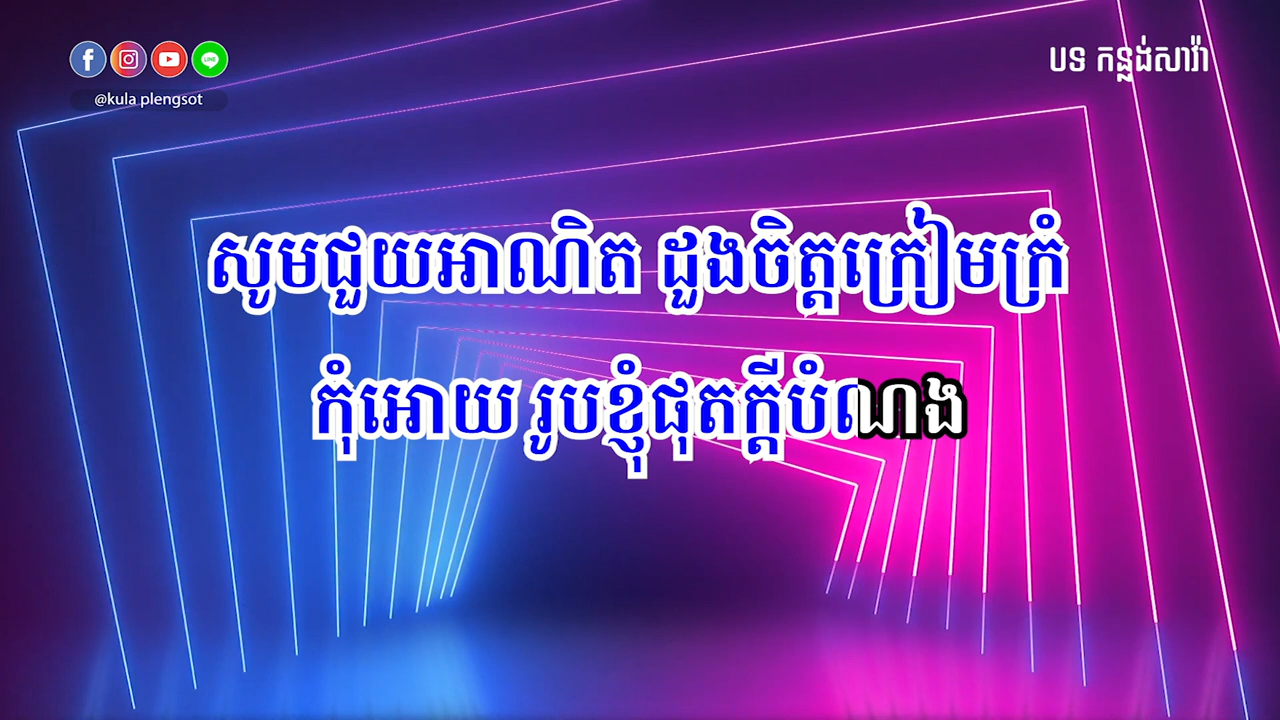 @kula plengsot
បទ កន្លង់សាវ៉ា
សូមជួយអាណិត ដួងចិត្តក្រៀមក្រំ
កុំអោយ រូបខ្ញុំផុតក្តីបំណង